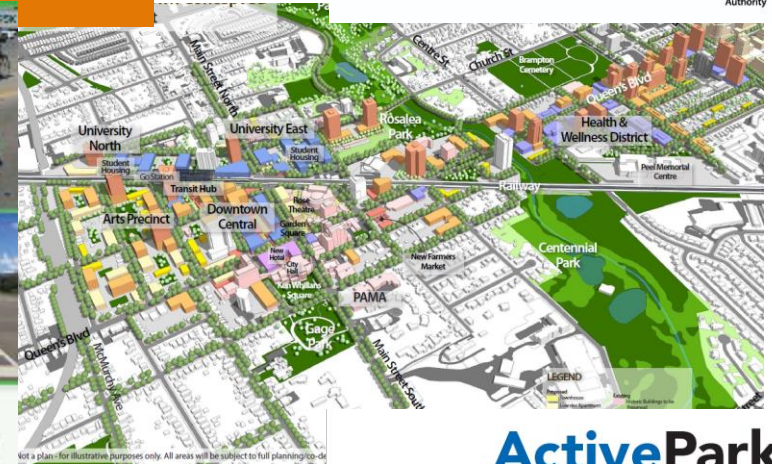 Authority
Main Street North
Centre St
Church St
Brampton
Cemetery
Queen's Blvd
Rosalea
Park
Health &
Wellness District
Peel Memorial
Centre
University
North
University East
Student
Housing
Student
Housing
Go Station
Transit Hub
Railway
Arts Precinct
Downtown
Central
Rose
Theatre
Garden
Square
New
Hotel
City
Hall
Ken Whillans
Square
New Farmers
Market
Centennial
Park
PAMA
Gage
Park
Queen's Blvd
McMurchy Ave
Main Street South
LEGEND
Proposed
Townhouse
Existing
Not a plan - for illustrative purposes only. All areas will be subject to full planning/co-de
ActivePark